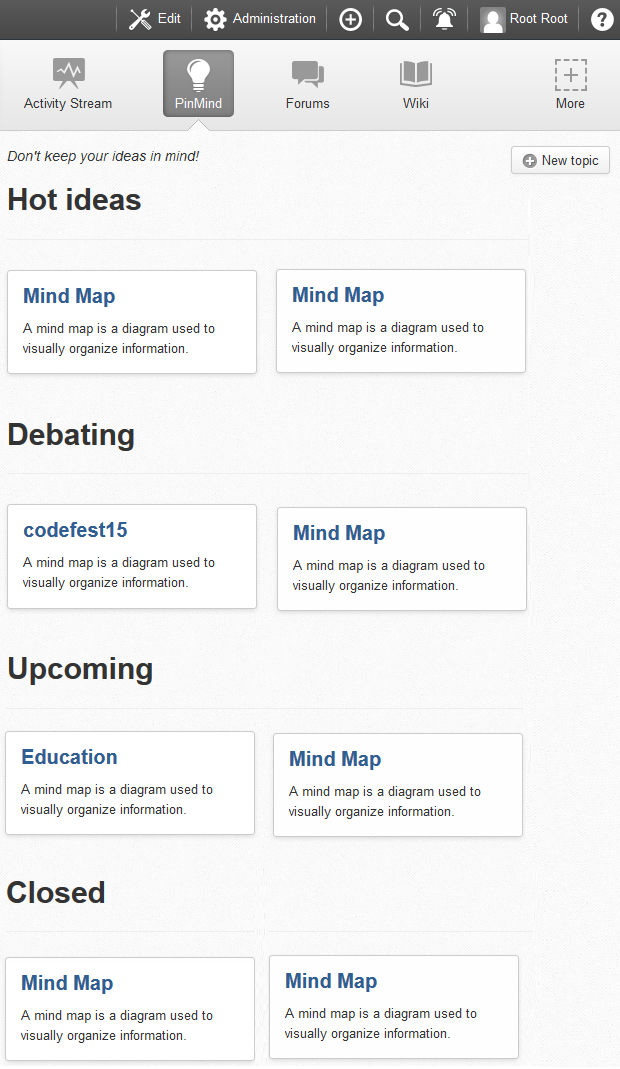 Edit Administration Root Root ?
Activity Stream PinMind Forums Wiki More
Don't keep your ideas in mind! New topic
Hot ideas
Mind Map
A mind map is a diagram used to
visually organize information.
Mind Map
A mind map is a diagram used to
visually organize information.
Debating
codefest15
A mind map is a diagram used to
visually organize information.
Mind Map
A mind map is a diagram used to
visually organize information.
Upcoming
Education
A mind map is a diagram used to
visually organize information.
Mind Map
A mind map is a diagram used to
visually organize information.
Closed
Mind Map
A mind map is a diagram used to
visually organize information.
Mind Map
A mind map is a diagram used to
visually organize information.